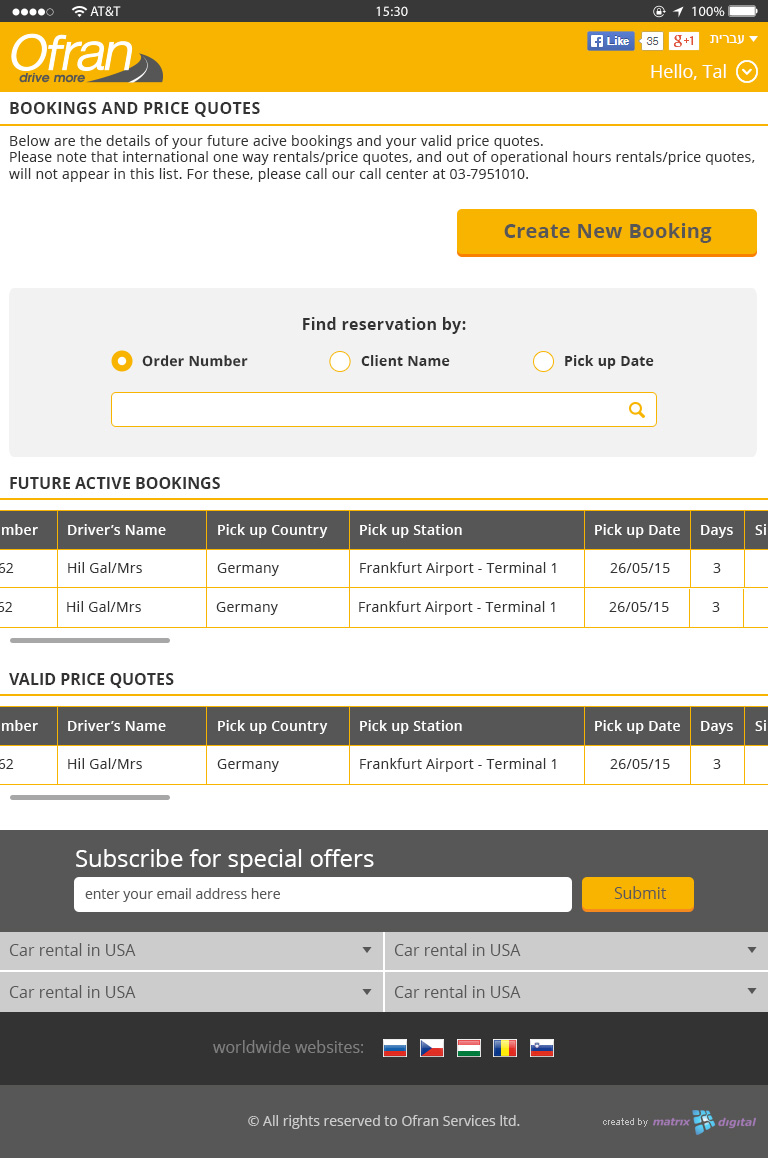 AT&T 15:30 100%
Ofran
drive more
Like 35 g+1 עברית
Hello, Tal
BOOKINGS AND PRICE QUOTES
Below are the details of your future acive bookings and your valid price quotes.
Please note that international one way rentals/price quotes, and out of operational hours rentals/price quotes,
will not appear in this list. For these, please call our call center at 03-7951010.
Create New Booking
Find reservation by:
Order Number Client Name Pick up Date
FUTURE ACTIVE BOOKINGS
mber Driver’s Name Pick up Country Pick up Station Pick up Date Days Si
62 Hil Gal/Mrs Germany Frankfurt Airport - Terminal 1 26/05/15 3
62 Hil Gal/Mrs Germany Frankfurt Airport - Terminal 1 26/05/15 3
VALID PRICE QUOTES
mber Driver’s Name Pick up Country Pick up Station Pick up Date Days Si
62 Hil Gal/Mrs Germany Frankfurt Airport - Terminal 1 26/05/15 3
Subscribe for special offers
enter your email address here Submit
Car rental in USA Car rental in USA
Car rental in USA Car rental in USA
worldwide websites:
© All rights reserved to Ofran Services ltd. created by matrix digital